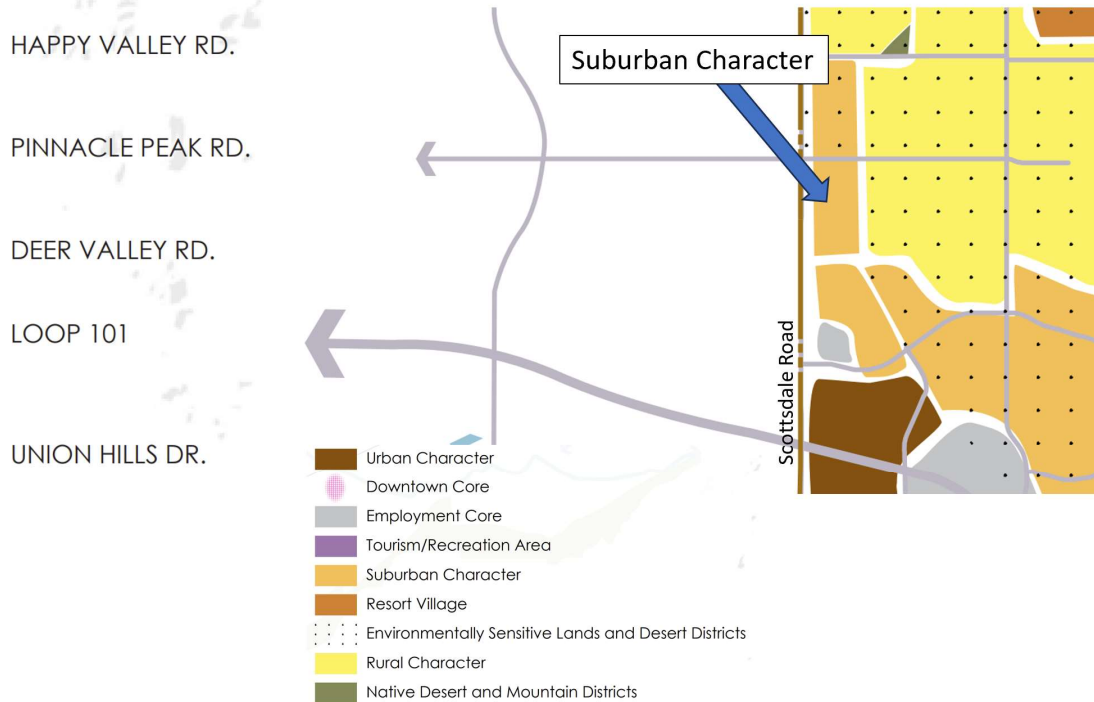 HAPPY VALLEY RD.
Suburban Character
PINNACLE PEAK RD.
DEER VALLEY RD.
LOOP 101
Scottsdale Road
UNION HILLS DR.
Urban Character
Downtown Core
Employment Core
Tourism/Recreation Area
Suburban Character
Resort Village
Environmentally Sensitive Lands and Desert Districts
Rural Character
Native Desert and Mountain Districts